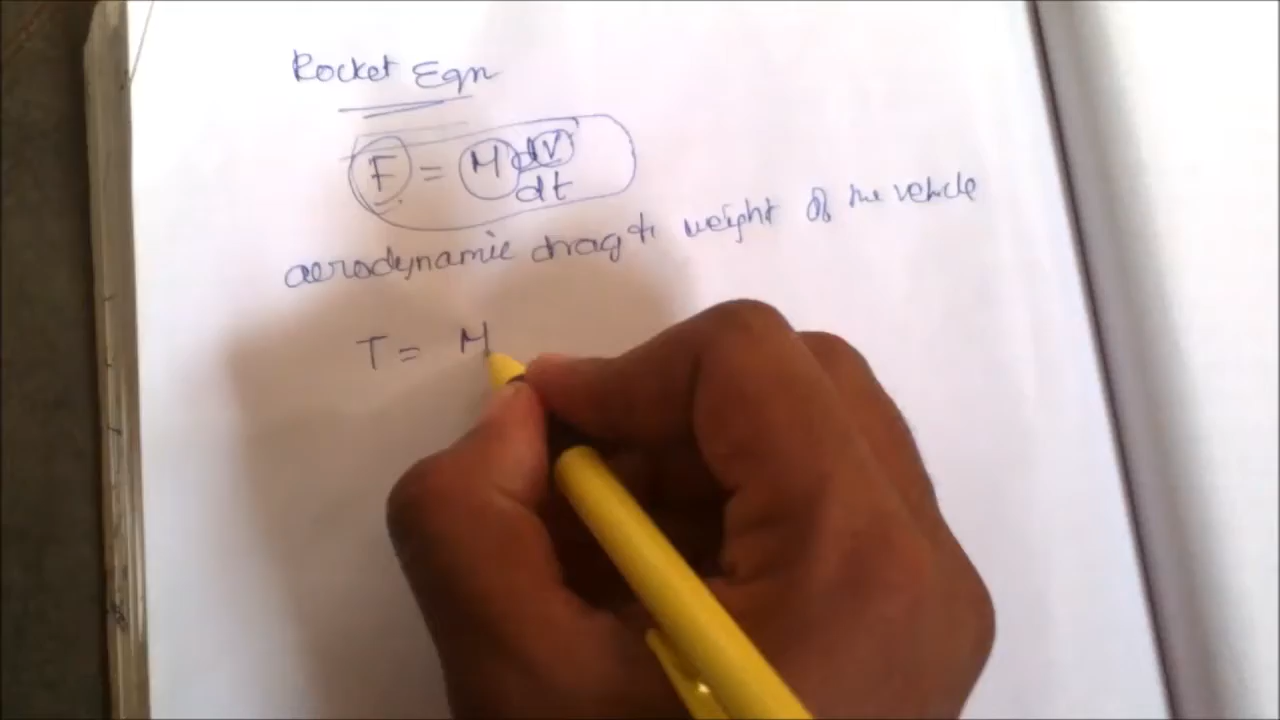 Rocket Eqn
F = M dv/dt
aerodynamic drag & weight of the vehicle
T = M